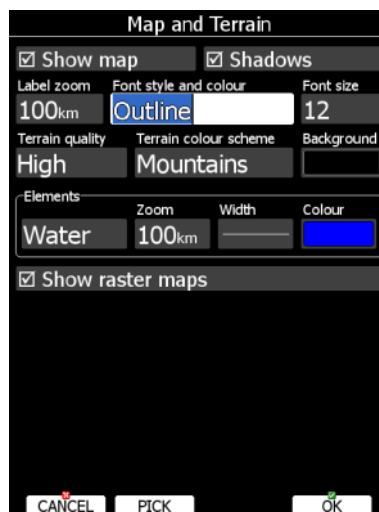 Map and Terrain
Show map Shadows
Label zoom Font style and colour Font size
100km Outline 12
Terrain quality Terrain colour scheme Background
High Mountains
Elements
Zoom Width Colour
Water 100km
Show raster maps
CANCEL PICK OK